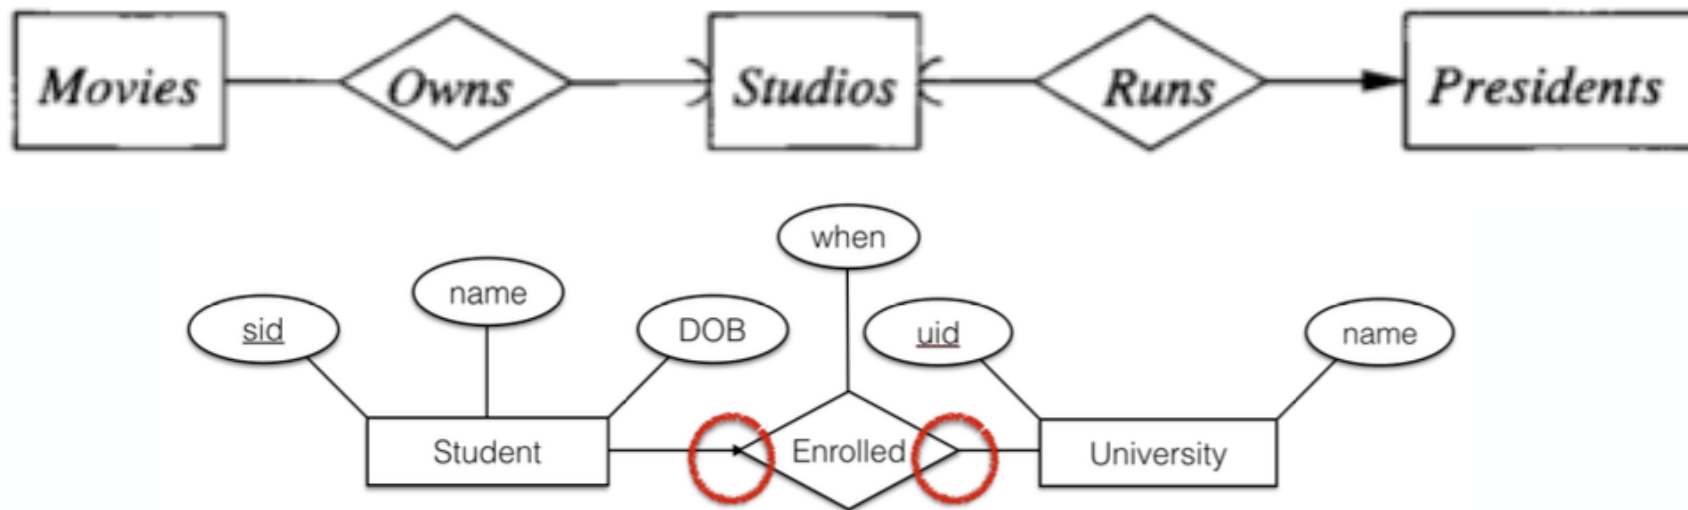 Movies Owns Studios Runs Presidents
when
name
sid DOB uid name
Student Enrolled University